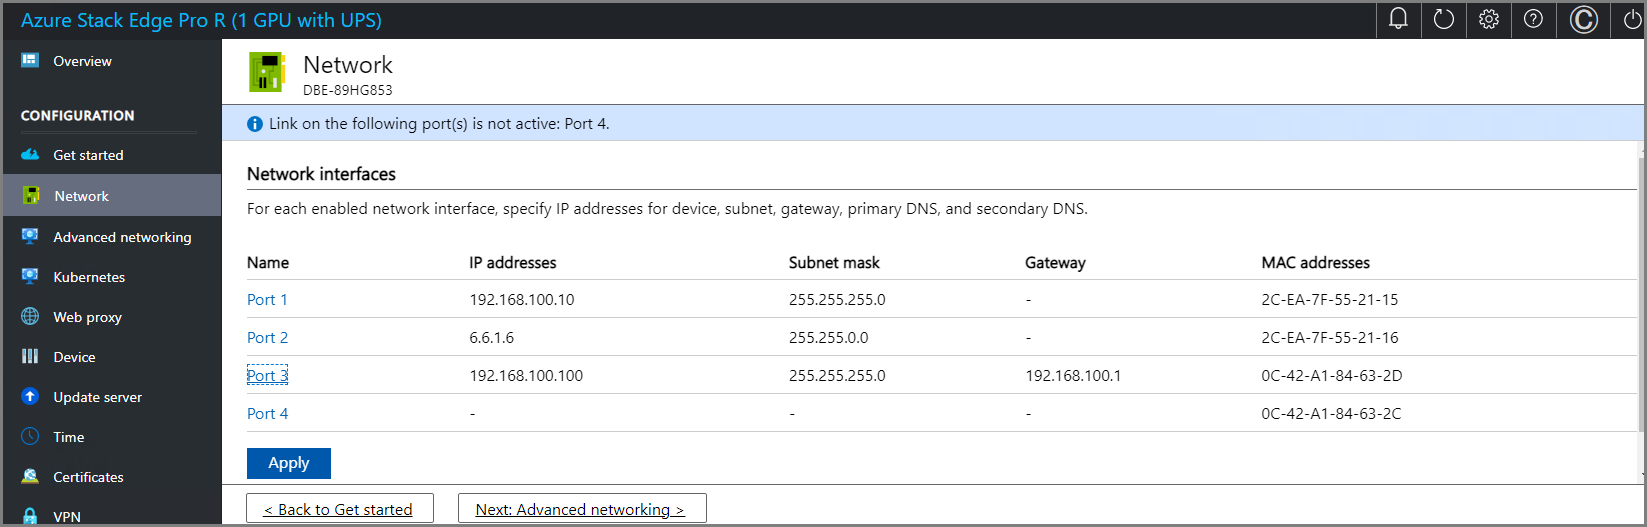 Azure Stack Edge Pro R (1 GPU with UPS)
Overview
CONFIGURATION
Get started
Network
Advanced networking
Kubernetes
Web proxy
Device
Update server
Time
Certificates
VPN
Network
DBE-89HG853
Link on the following port(s) is not active: Port 4.
Network interfaces
For each enabled network interface, specify IP addresses for device, subnet, gateway, primary DNS, and secondary DNS.
Name IP addresses Subnet mask Gateway MAC addresses
Port 1 192.168.100.10 255.255.255.0 - 2C-EA-7F-55-21-15
Port 2 6.6.1.6 255.255.0.0 - 2C-EA-7F-55-21-16
Port 3 192.168.100.100 255.255.255.0 192.168.100.1 0C-42-A1-84-63-2D
Port 4 - - - 0C-42-A1-84-63-2C
Apply
< Back to Get started Next: Advanced networking >